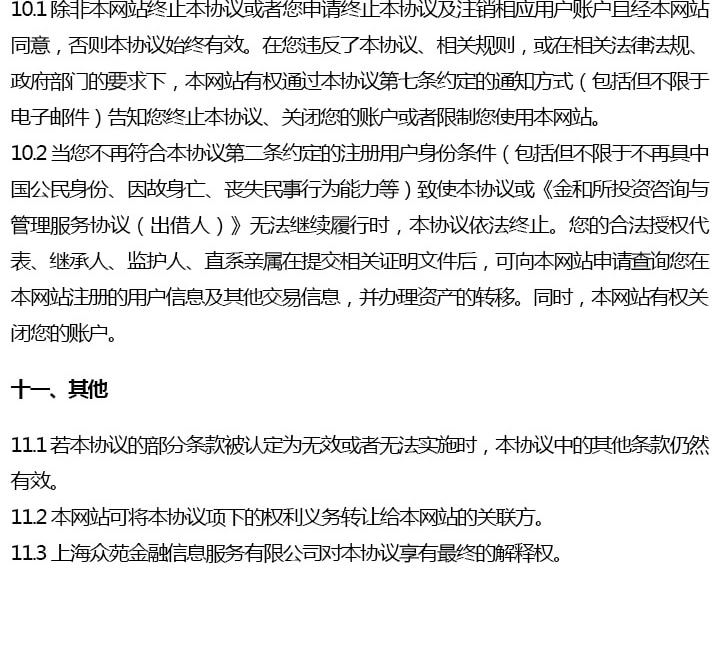 10.1 除非本网站终止本协议或者您申请终止本协议及注销相应用户账户且经本网站
同意，否则本协议始终有效。在您违反了本协议、相关规则，或在相关法律法规、
政府部门的要求下，本网站有权通过本协议第七条约定的通知方式（包括但不限于
电子邮件）告知您终止本协议、关闭您的账户或者限制您使用本网站。
10.2 当您不再符合本协议第二条约定的注册用户身份条件（包括但不限于不再具中
国公民身份、因故身亡、丧失民事行为能力等）致使本协议或《金和所投资咨询与
管理服务协议（出借人）》无法继续履行时，本协议依法终止。您的合法授权代
表、继承人、监护人、直系亲属在提交相关证明文件后，可向本网站申请查询您在
本网站注册的用户信息及其他交易信息，并办理资产的转移。同时，本网站有权关
闭您的账户。
十一、其他
11.1 若本协议的部分条款被认定为无效或者无法实施时，本协议中的其他条款仍然
有效。
11.2 本网站可将本协议项下的权利义务转让给本网站的关联方。
11.3 上海众苑金融信息服务有限公司对本协议享有最终的解释权。